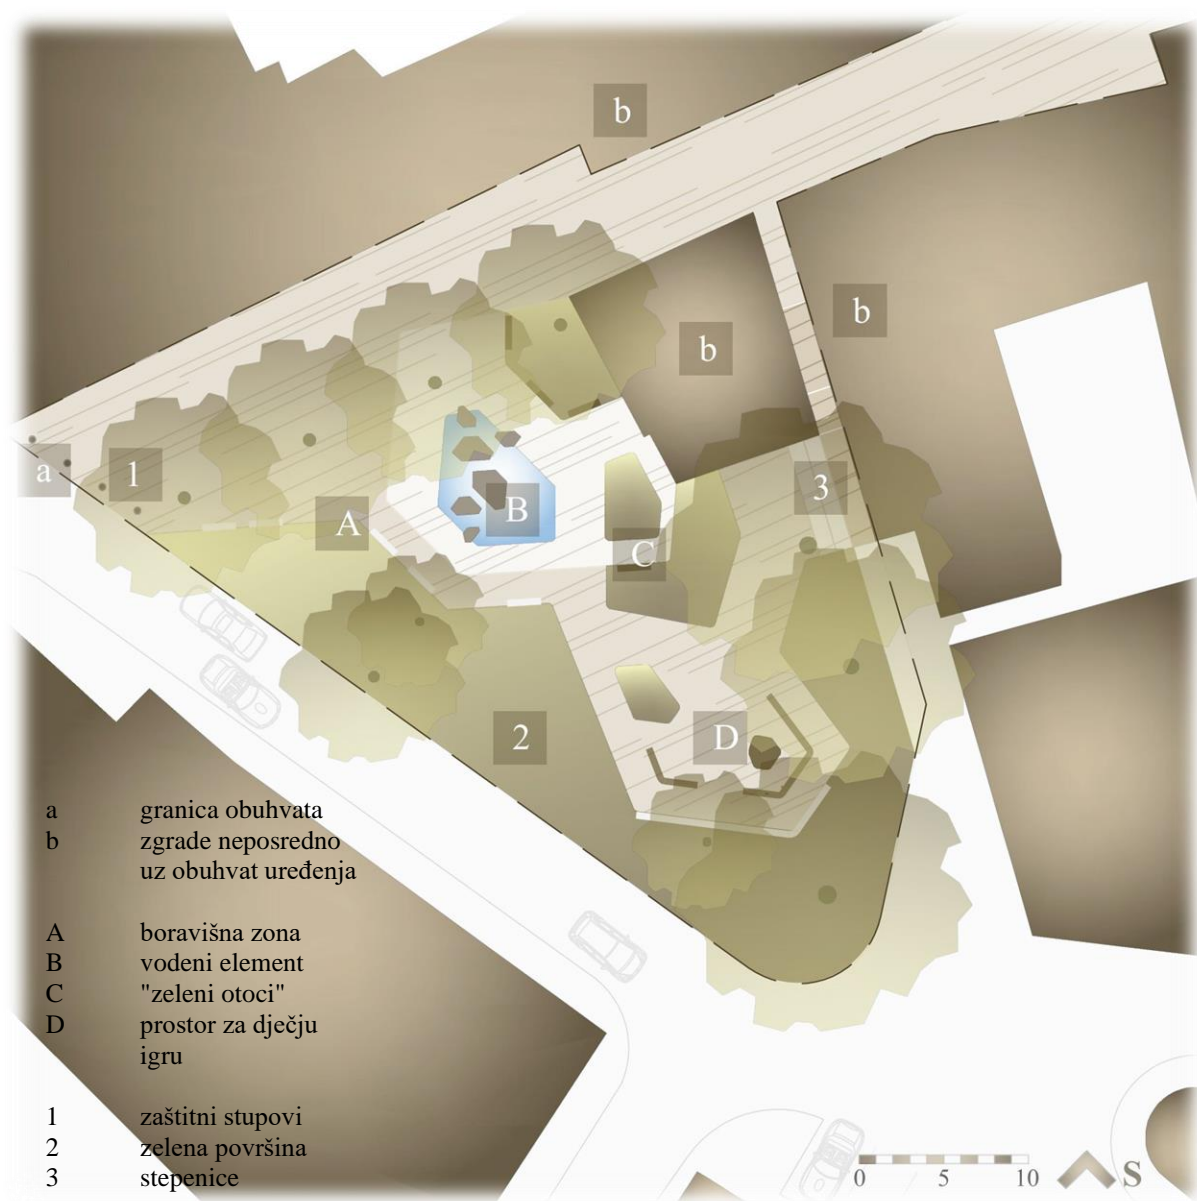 b
b
b
a
1
A
B
3
C
2
D
a granica obuhvata
b zgrade neposredno
uz obuhvat uređenja
A boravišna zona
B vodeni element
C "zeleni otoci"
D prostor za dječju
igru
1 zaštitni stupovi
2 zelena površina
3 stepenice
0 5 10 S